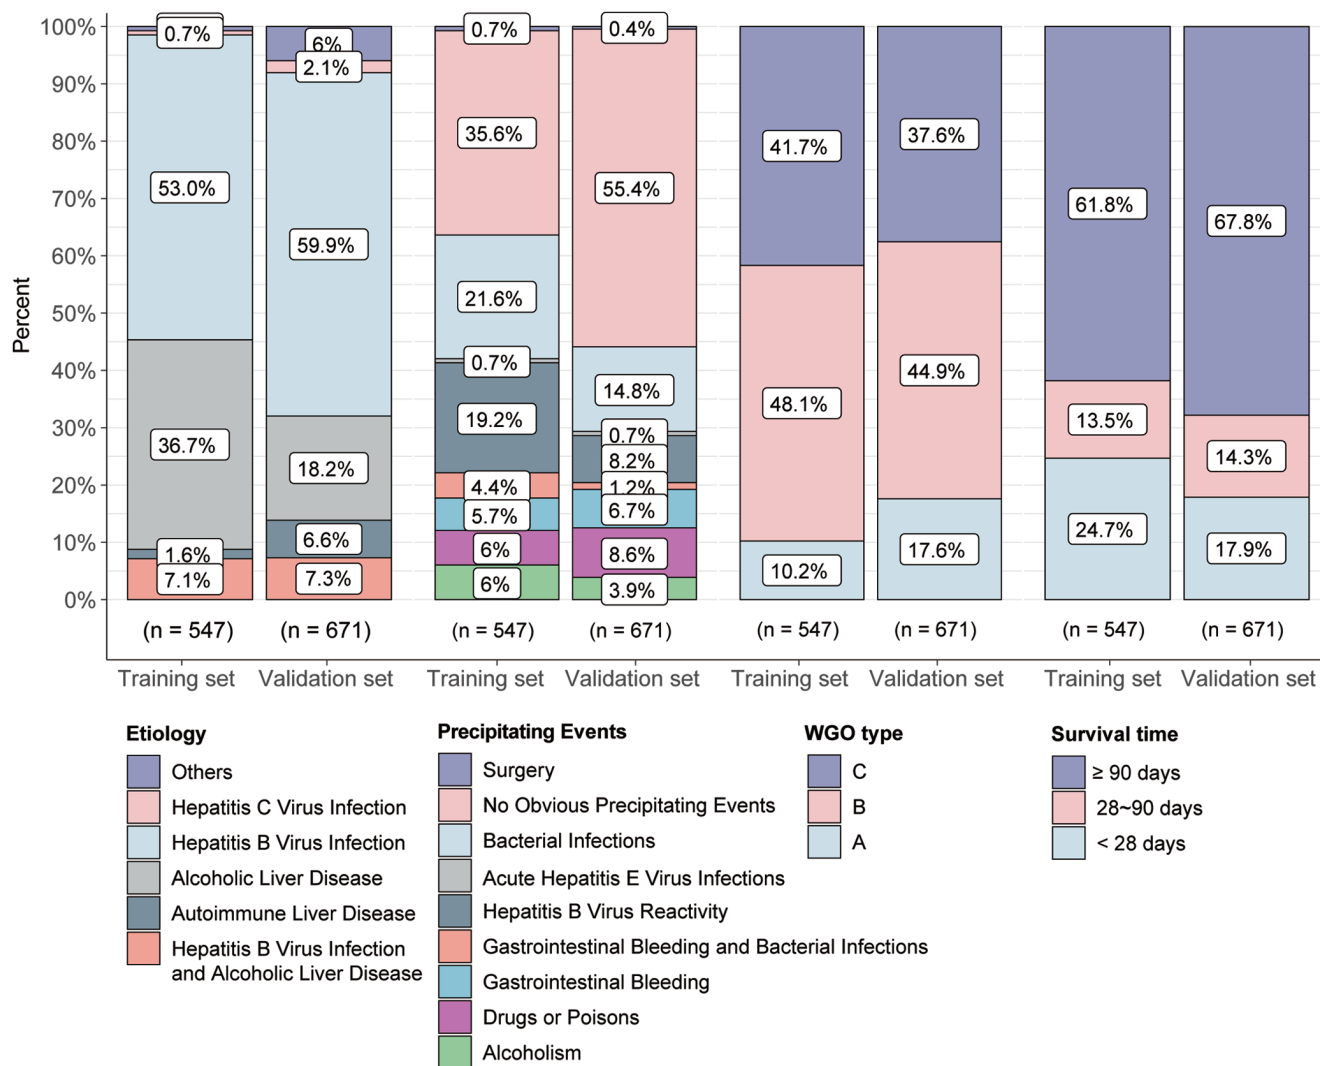 100%
90%
80%
70%
60%
50%
40%
30%
20%
10%
0%
Percent
0.7%
53.0%
36.7%
1.6%
7.1%
6%
2.1%
59.9%
18.2%
6.6%
7.3%
0.7%
35.6%
21.6%
0.7%
19.2%
4.4%
5.7%
6%
6%
0.4%
55.4%
14.8%
0.7%
8.2%
1.2%
6.7%
8.6%
3.9%
41.7%
48.1%
10.2%
37.6%
44.9%
17.6%
61.8%
13.5%
24.7%
67.8%
14.3%
17.9%
(n = 547) (n = 671) (n = 547) (n = 671) (n = 547) (n = 671) (n = 547) (n = 671)
Training set Validation set Training set Validation set Training set Validation set Training set Validation set
Etiology
Others
Hepatitis C Virus Infection
Hepatitis B Virus Infection
Alcoholic Liver Disease
Autoimmune Liver Disease
Hepatitis B Virus Infection
and Alcoholic Liver Disease
Precipitating Events
Surgery
No Obvious Precipitating Events
Bacterial Infections
Acute Hepatitis E Virus Infections
Hepatitis B Virus Reactivity
Gastrointestinal Bleeding and Bacterial Infections
Gastrointestinal Bleeding
Drugs or Poisons
Alcoholism
WGO type
C
B
A
Survival time
≥ 90 days
28~90 days
< 28 days